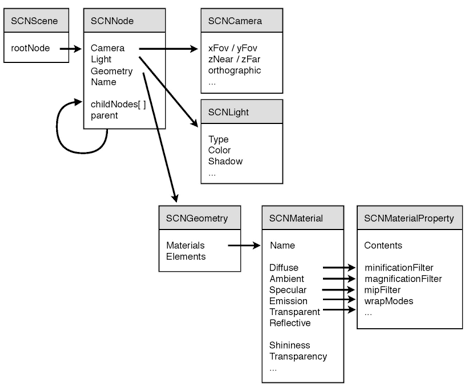 SCNScene
rootNode
SCNNode
Camera
Light
Geometry
Name
childNodes[ ]
parent
SCNCamera
xFov / yFov
zNear / zFar
orthographic
...
SCNLight
Type
Color
Shadow
...
SCNGeometry
Materials
Elements
SCNMaterial
Name
Diffuse
Ambient
Specular
Emission
Transparent
Reflective
Shininess
Transparency
...
SCNMaterialProperty
Contents
minificationFilter
magnificationFilter
mipFilter
wrapModes
...